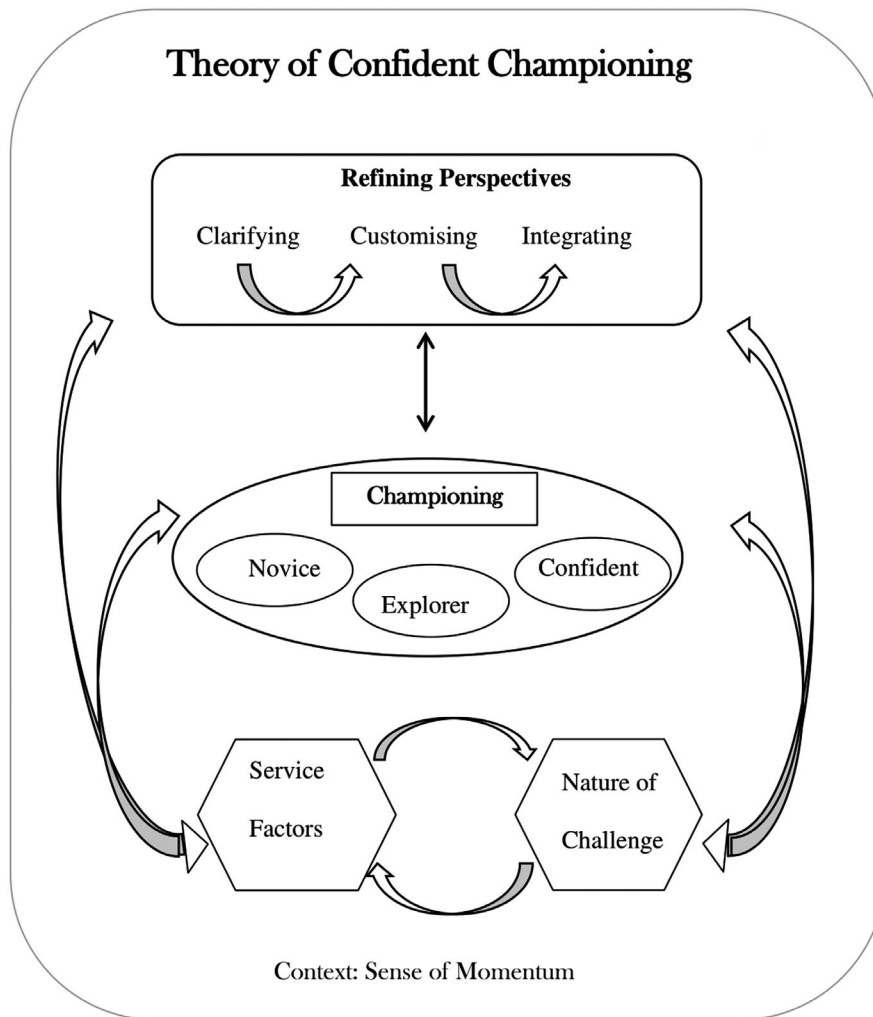 Theory of Confident Championing
Refining Perspectives
Clarifying Customising Integrating
Championing
Novice
Explorer
Confident
Service
Factors
Nature of
Challenge
Context: Sense of Momentum